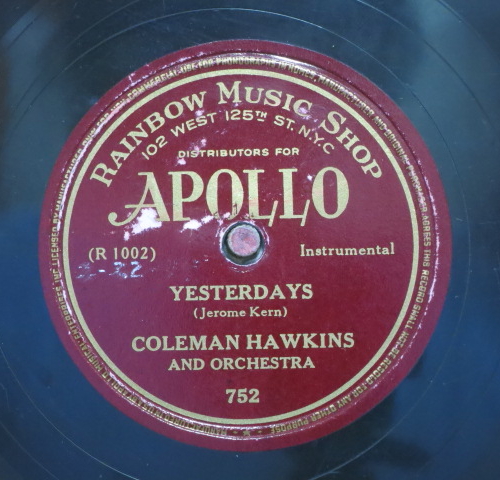 RAINBOW MUSIC SHOP
102 WEST 125TH ST. N.Y.C
DISTRIBUTORS FOR
APOLLO
(R 1002)
Instrumental
YESTERDAYS
(Jerome Kern)
COLEMAN HAWKINS
AND ORCHESTRA
752